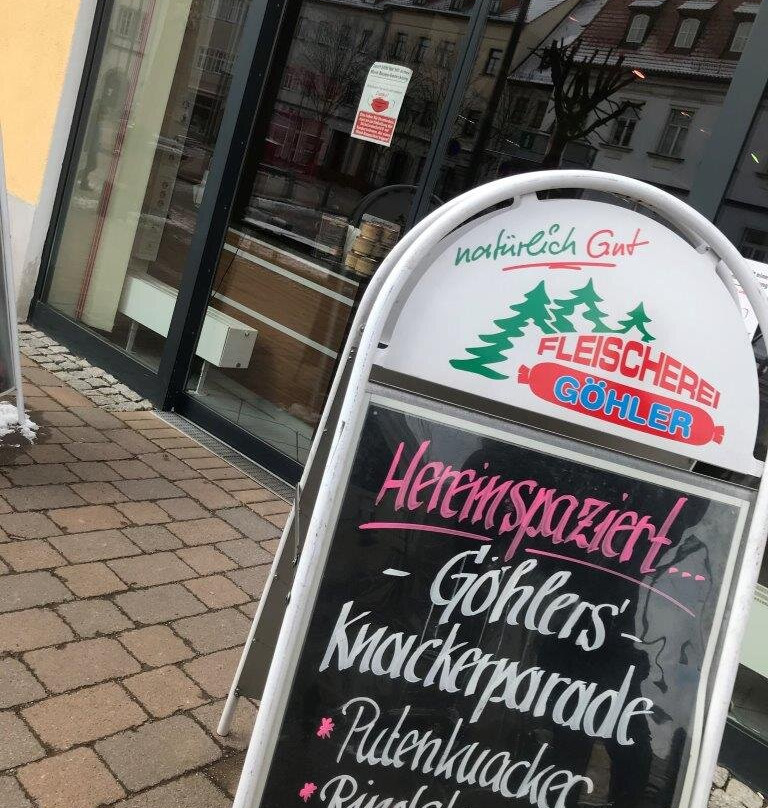 natürlich Gut
FLEISCHEREI
GÖHLER
Hereinspaziert...
- Göhlers' -
Knackerparade
Putenknacker